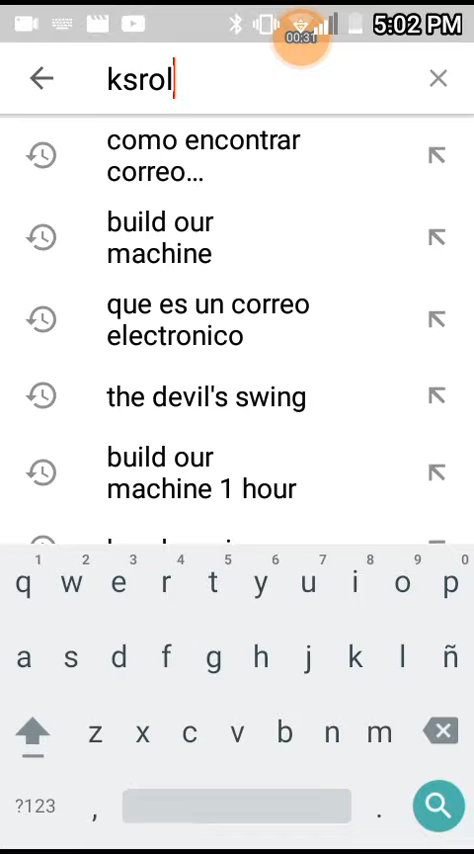 5:02 PM
00:31
ksrol
como encontrar
correo...
build our
machine
que es un correo
electronico
the devil's swing
build our
machine 1 hour
1 2 3 4 5 6 7 8 9 0
q w e r t y u i o p
a s d f g h j k l ñ
z x c v b n m
?123 , .